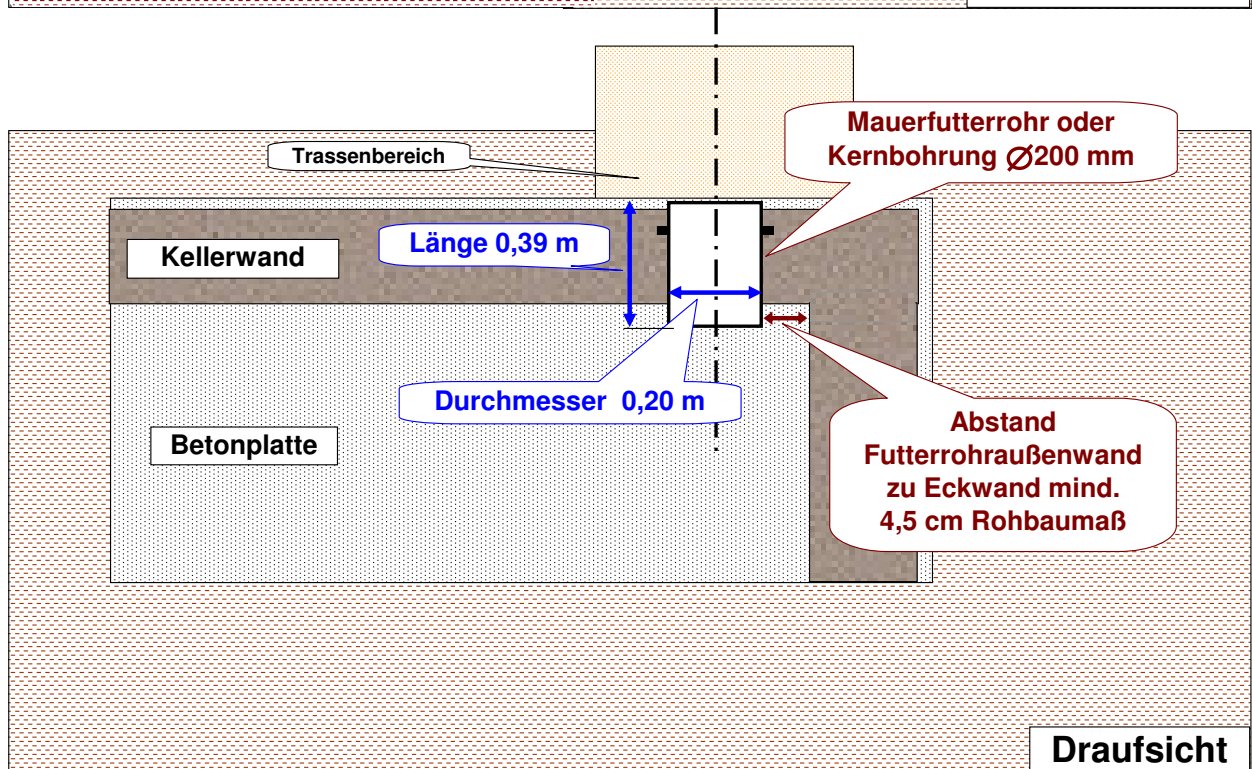 Mauerfutterrohr oder
Kernbohrung Ø200 mm
Trassenbereich
Länge 0,39 m
Kellerwand
Durchmesser 0,20 m
Betonplatte
Abstand
Futterrohraußenwand
zu Eckwand mind.
4,5 cm Rohbaumaß
Draufsicht